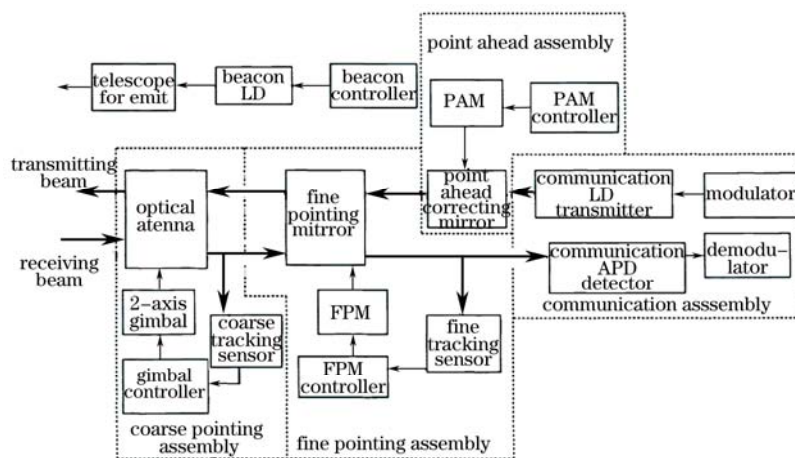 point ahead assembly
telescope
for emit
beacon
LD
beacon
controller
PAM
PAM
controller
transmitting
beam
optical
atenna
fine
pointing
mitrror
point
ahead
correcting
mirror
communication
LD
transmitter
modulator
receiving
beam
communication
APD
detector
demodu-
lator
communication asssembly
2-axis
gimbal
coarse
tracking
sensor
FPM
fine
tracking
sensor
gimbal
controller
FPM
controller
coarse pointing
assembly
fine pointing assembly